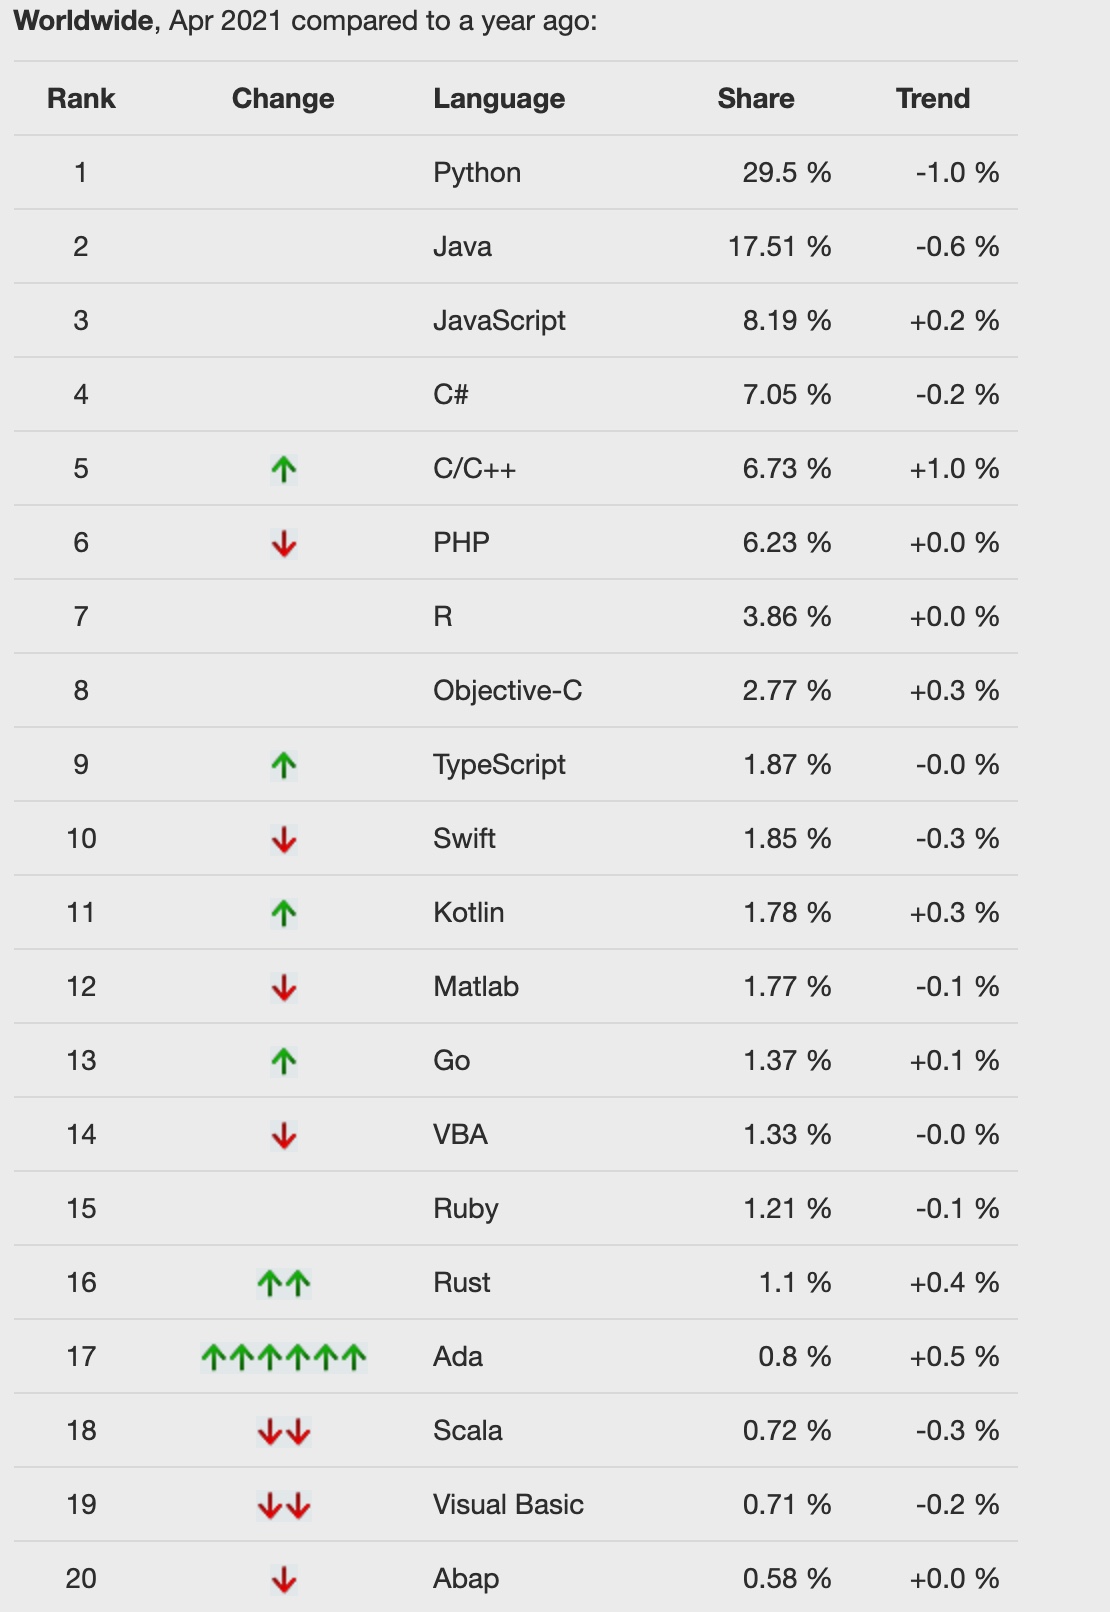 Worldwide, Apr 2021 compared to a year ago:
Rank Change Language Share Trend
1 Python 29.5 % -1.0 %
2 Java 17.51 % -0.6 %
3 JavaScript 8.19 % +0.2 %
4 C# 7.05 % -0.2 %
5 ↑ C/C++ 6.73 % +1.0 %
6 ↓ PHP 6.23 % +0.0 %
7 R 3.86 % +0.0 %
8 Objective-C 2.77 % +0.3 %
9 ↑ TypeScript 1.87 % -0.0 %
10 ↓ Swift 1.85 % -0.3 %
11 ↑ Kotlin 1.78 % +0.3 %
12 ↓ Matlab 1.77 % -0.1 %
13 ↑ Go 1.37 % +0.1 %
14 ↓ VBA 1.33 % -0.0 %
15 Ruby 1.21 % -0.1 %
16 ↑↑ Rust 1.1 % +0.4 %
17 ↑↑↑↑↑↑ Ada 0.8 % +0.5 %
18 ↓↓ Scala 0.72 % -0.3 %
19 ↓↓ Visual Basic 0.71 % -0.2 %
20 ↓ Abap 0.58 % +0.0 %